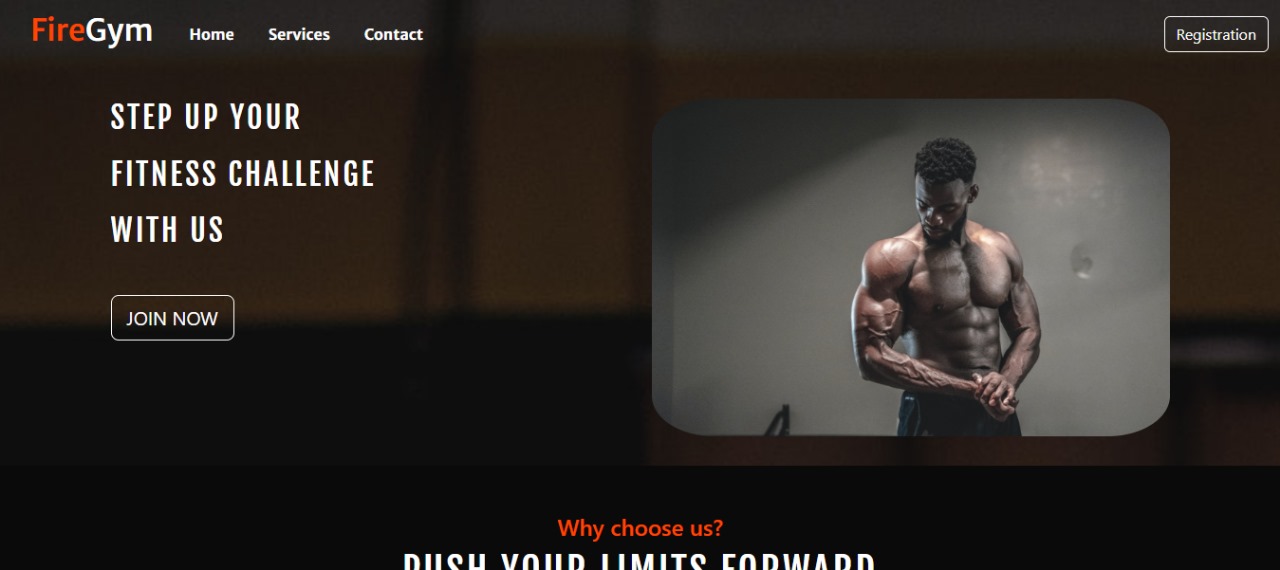 FireGym
Home
Services
Contact
Registration
STEP UP YOUR
FITNESS CHALLENGE
WITH US
JOIN NOW
Why choose us?
PUSH YOUR LIMITS FORWARD